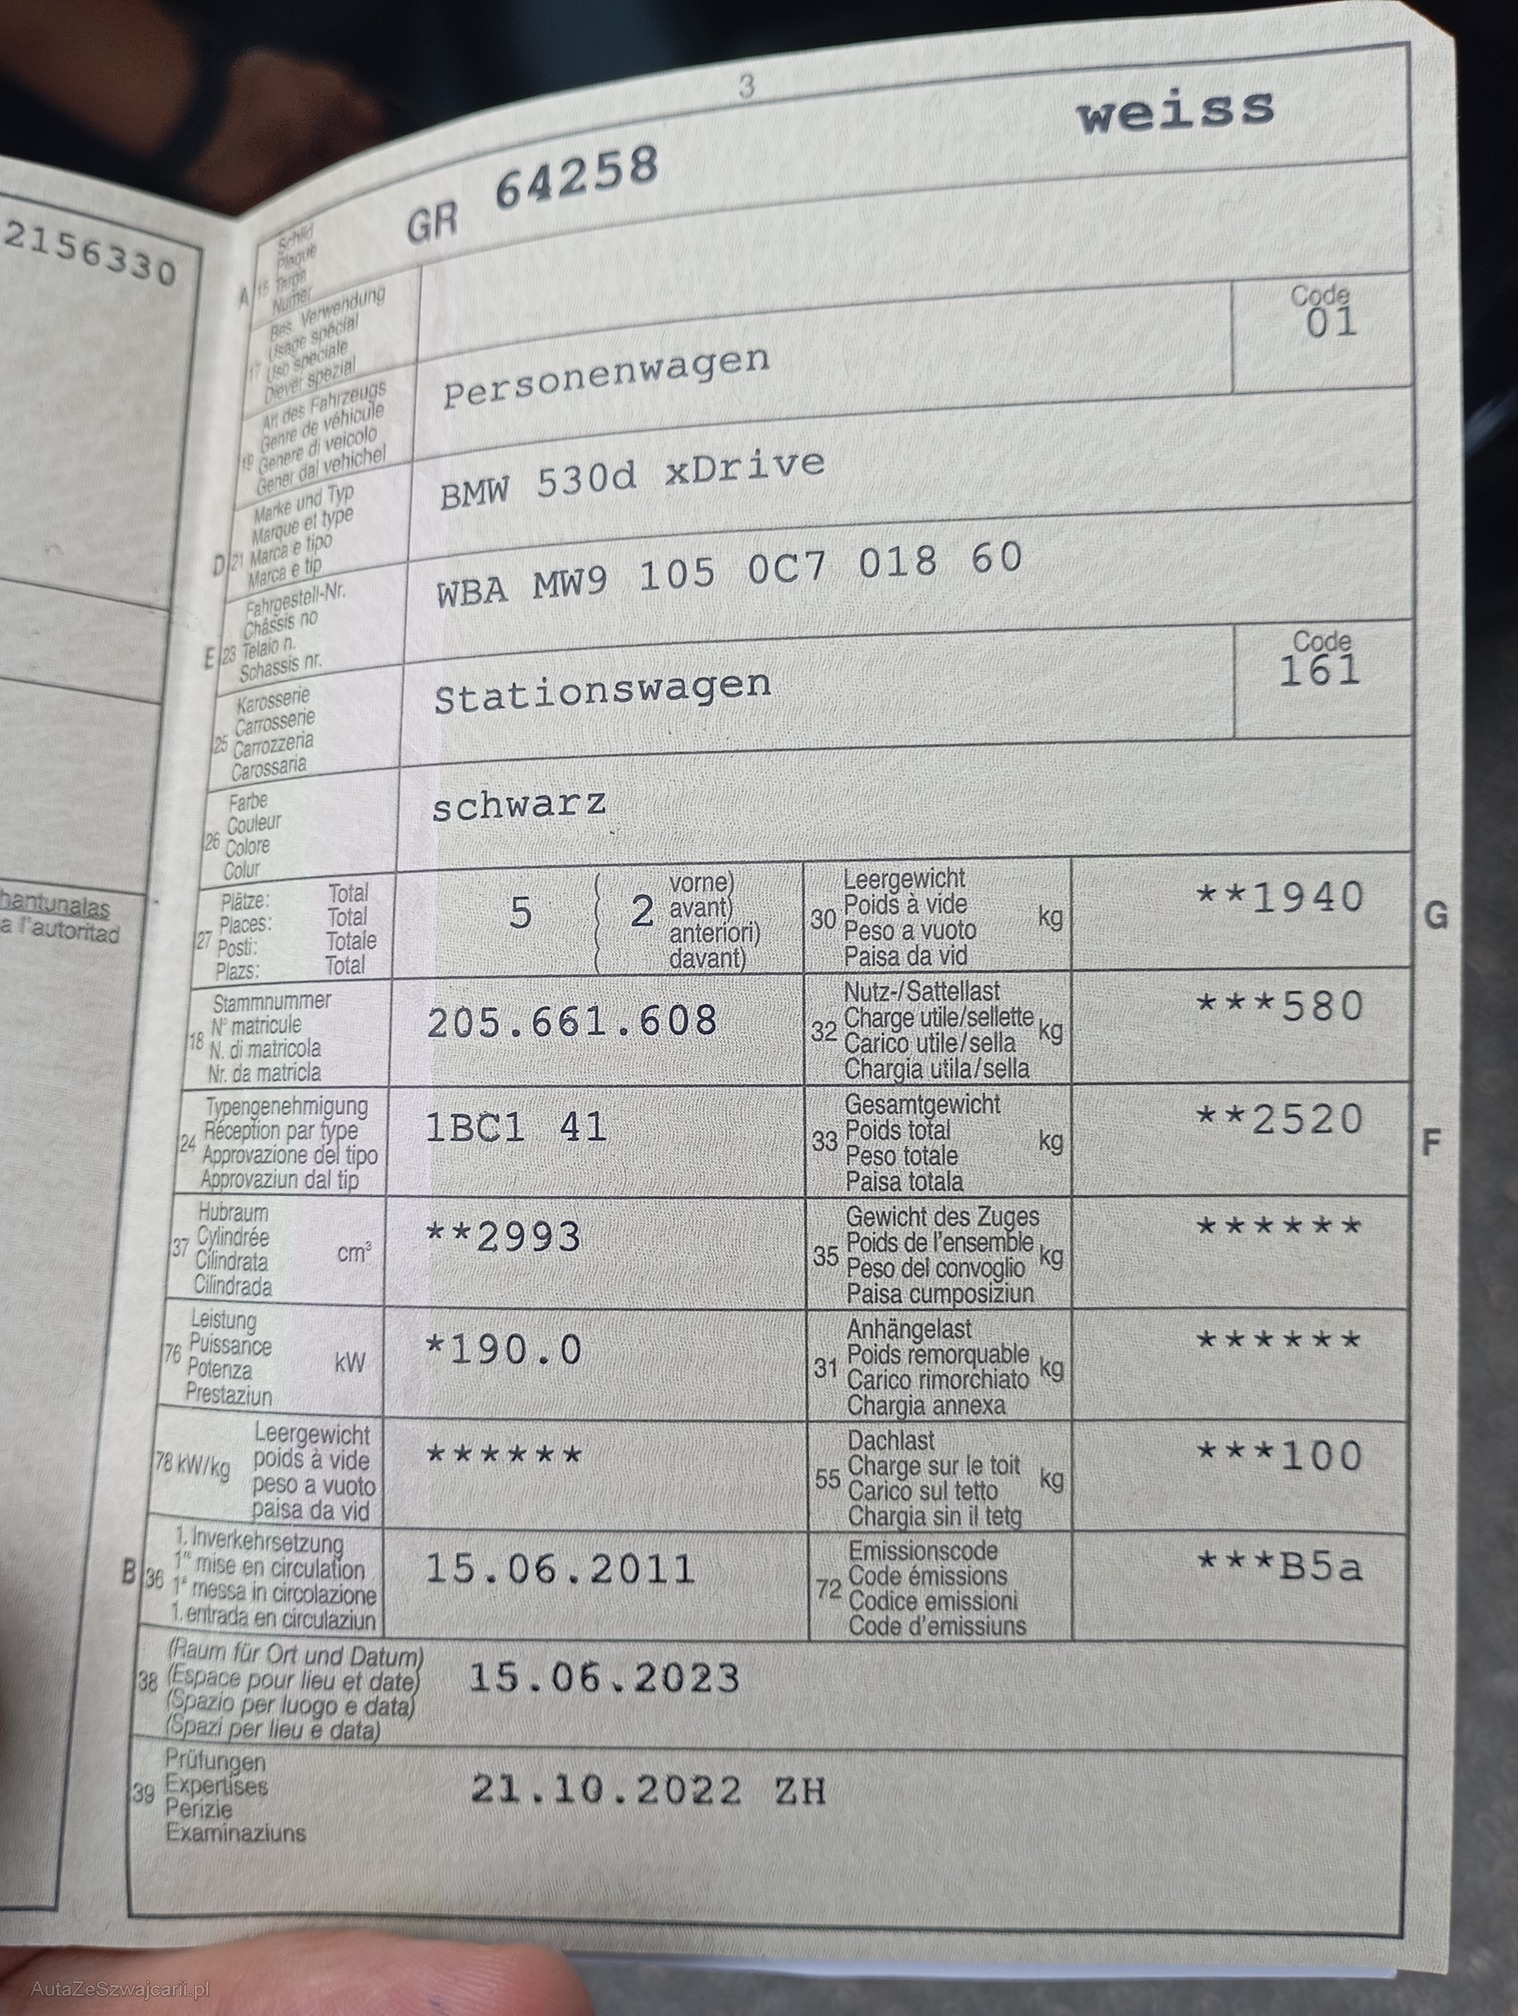 3
2156330
hantunalas
a l'autoritad
A 15 Schild
Plaque
Targa
Numer
GR 64258 weiss
17 Bes. Verwendung
Usage spécial
Uso speciale
Diever spezial
19 Art des Fahrzeugs
Genre de véhicule
Genere di veicolo
Gener dal vehichel
Personenwagen
Code
01
D 21 Marke und Typ
Marque et type
Marca e tipo
Marca e tip
BMW 530d xDrive
E 23 Fahrgestell-Nr.
Châssis no
Telaio n.
Schassis nr.
WBA MW9 105 0C7 018 60
25 Karosserie
Carrosserie
Carrozzeria
Carossaria
Stationswagen
Code
161
26 Farbe
Couleur
Colore
Colur
schwarz
27 Plätze: Total
Places: Total
Posti: Totale
Plazs: Total
5 ( 2 vorne)
( avant)
( anteriori)
( davant)
30 Leergewicht
Poids à vide
Peso a vuoto
Paisa da vid
kg
**1940
G
18 Stammnummer
N° matricule
N. di matricola
Nr. da matricla
205.661.608
32 Nutz-/Sattellast
Charge utile/sellette
Carico utile/sella
Chargia utila/sella
kg
***580
24 Typengenehmigung
Réception par type
Approvazione del tipo
Approvaziun dal tip
1BC1 41
33 Gesamtgewicht
Poids total
Peso totale
Paisa totala
kg
**2520
F
37 Hubraum
Cylindrée
Cilindrata
Cilindrada
cm³
**2993
35 Gewicht des Zuges
Poids de l'ensemble
Peso del convoglio
Paisa cumposiziun
kg
******
76 Leistung
Puissance
Potenza
Prestaziun
kW
*190.0
31 Anhängelast
Poids remorquable
Carico rimorchiato
Chargia annexa
kg
******
78 kW/kg
Leergewicht
poids à vide
peso a vuoto
paisa da vid
******
55 Dachlast
Charge sur le toit
Carico sul tetto
Chargia sin il tetg
kg
***100
B 36 1. Inverkehrsetzung
1re mise en circulation
1a messa in circolazione
1. entrada en circulaziun
15.06.2011
72 Emissionscode
Code émissions
Codice emissioni
Code d'emissiuns
***B5a
38 (Raum für Ort und Datum)
(Espace pour lieu et date)
(Spazio per luogo e data)
(Spazi per lieu e data)
15.06.2023
39 Prüfungen
Expertises
Perizie
Examinaziuns
21.10.2022 ZH
AutaZeSzwajcarii.pl